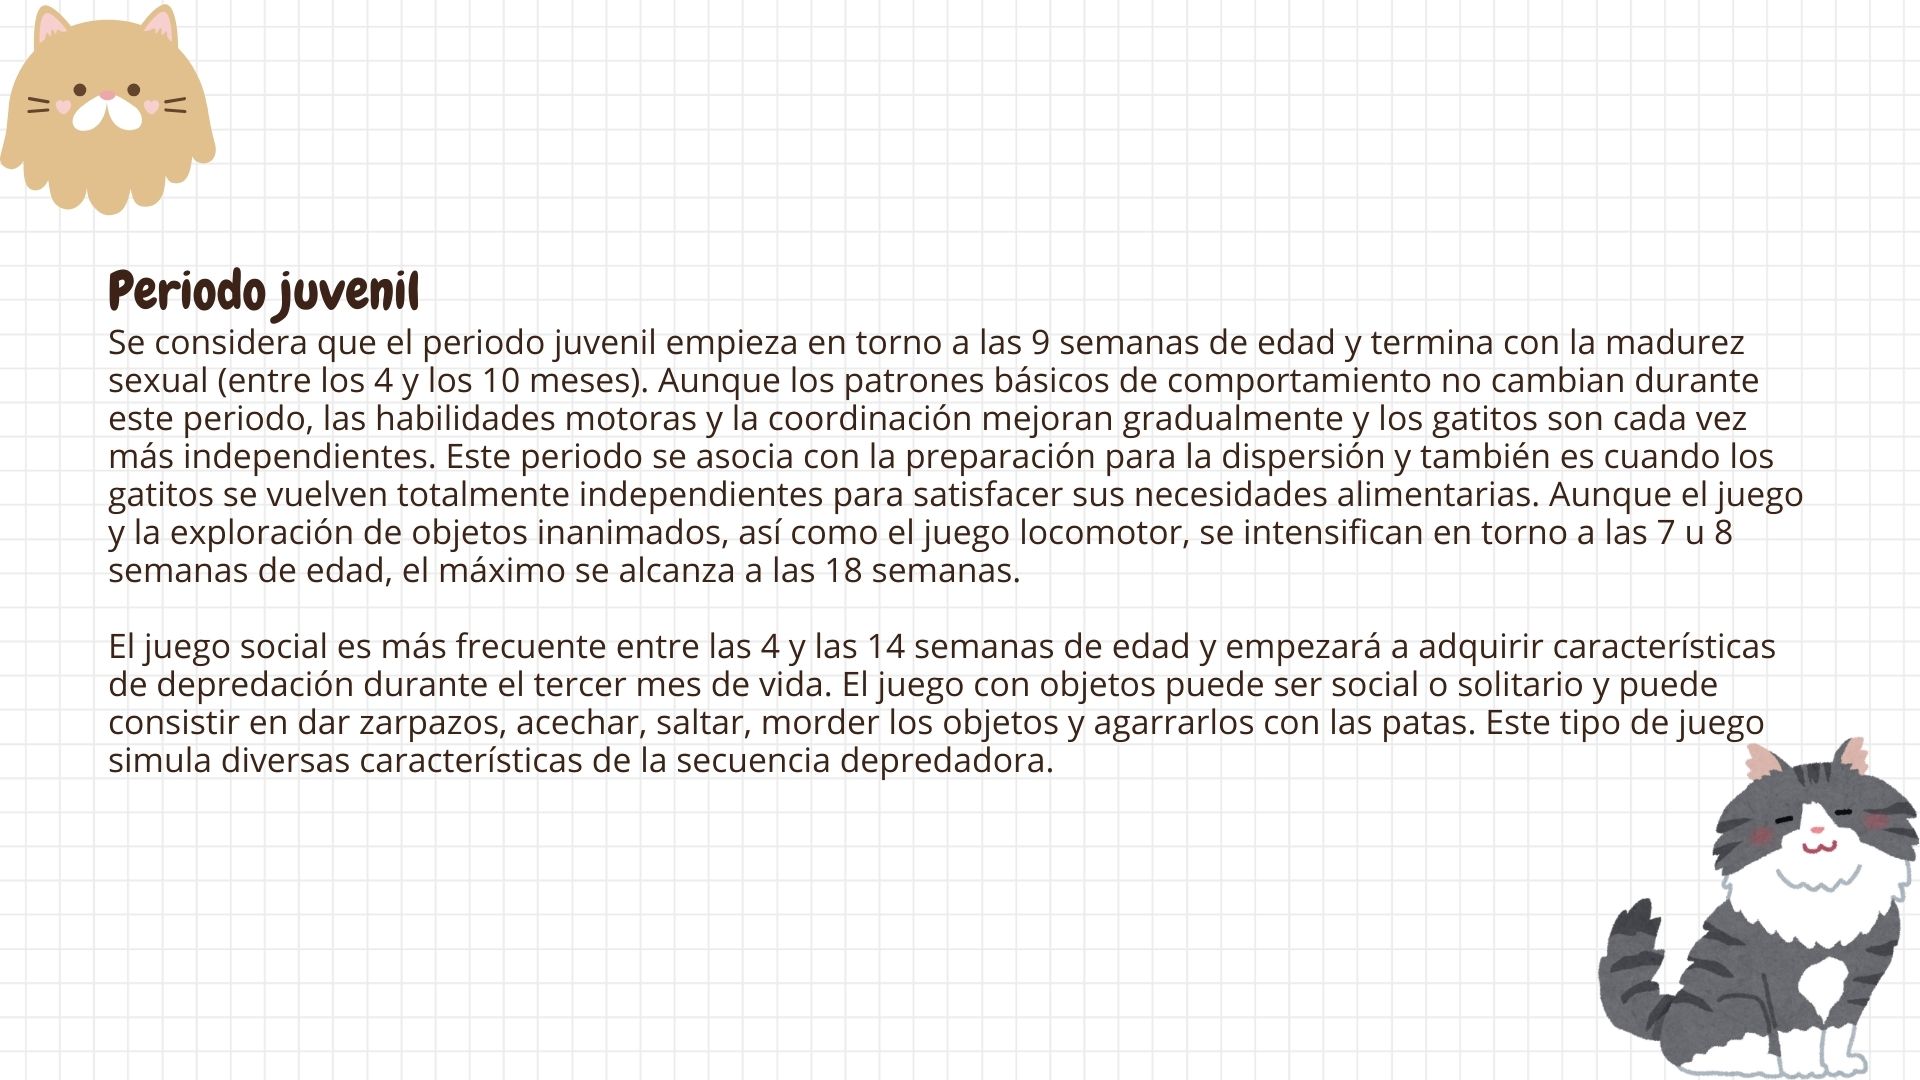 Periodo juvenil
Se considera que el periodo juvenil empieza en torno a las 9 semanas de edad y termina con la madurez
sexual (entre los 4 y los 10 meses). Aunque los patrones básicos de comportamiento no cambian durante
este periodo, las habilidades motoras y la coordinación mejoran gradualmente y los gatitos son cada vez
más independientes. Este periodo se asocia con la preparación para la dispersión y también es cuando los
gatitos se vuelven totalmente independientes para satisfacer sus necesidades alimentarias. Aunque el juego
y la exploración de objetos inanimados, así como el juego locomotor, se intensifican en torno a las 7 u 8
semanas de edad, el máximo se alcanza a las 18 semanas.
El juego social es más frecuente entre las 4 y las 14 semanas de edad y empezará a adquirir características
de depredación durante el tercer mes de vida. El juego con objetos puede ser social o solitario y puede
consistir en dar zarpazos, acechar, saltar, morder los objetos y agarrarlos con las patas. Este tipo de juego
simula diversas características de la secuencia depredadora.